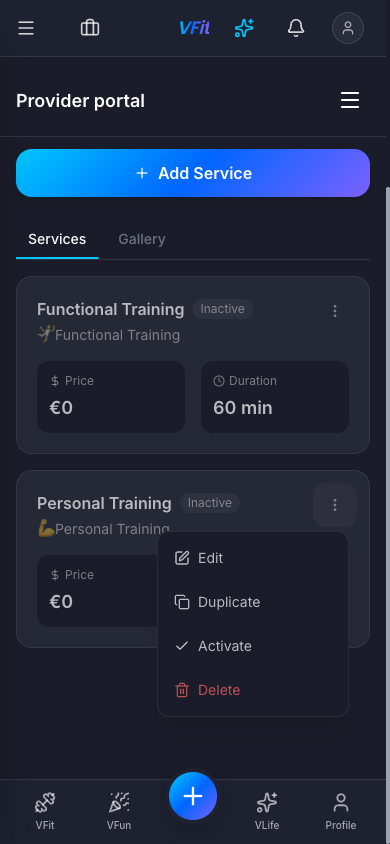 VFit
Provider portal
+ Add Service
Services Gallery
Functional Training Inactive
Functional Training
$ Price
€0
Duration
60 min
Personal Training Inactive
Personal Training
$ Price
€0
Edit
Duplicate
Activate
Delete
VFit VFun VLife Profile